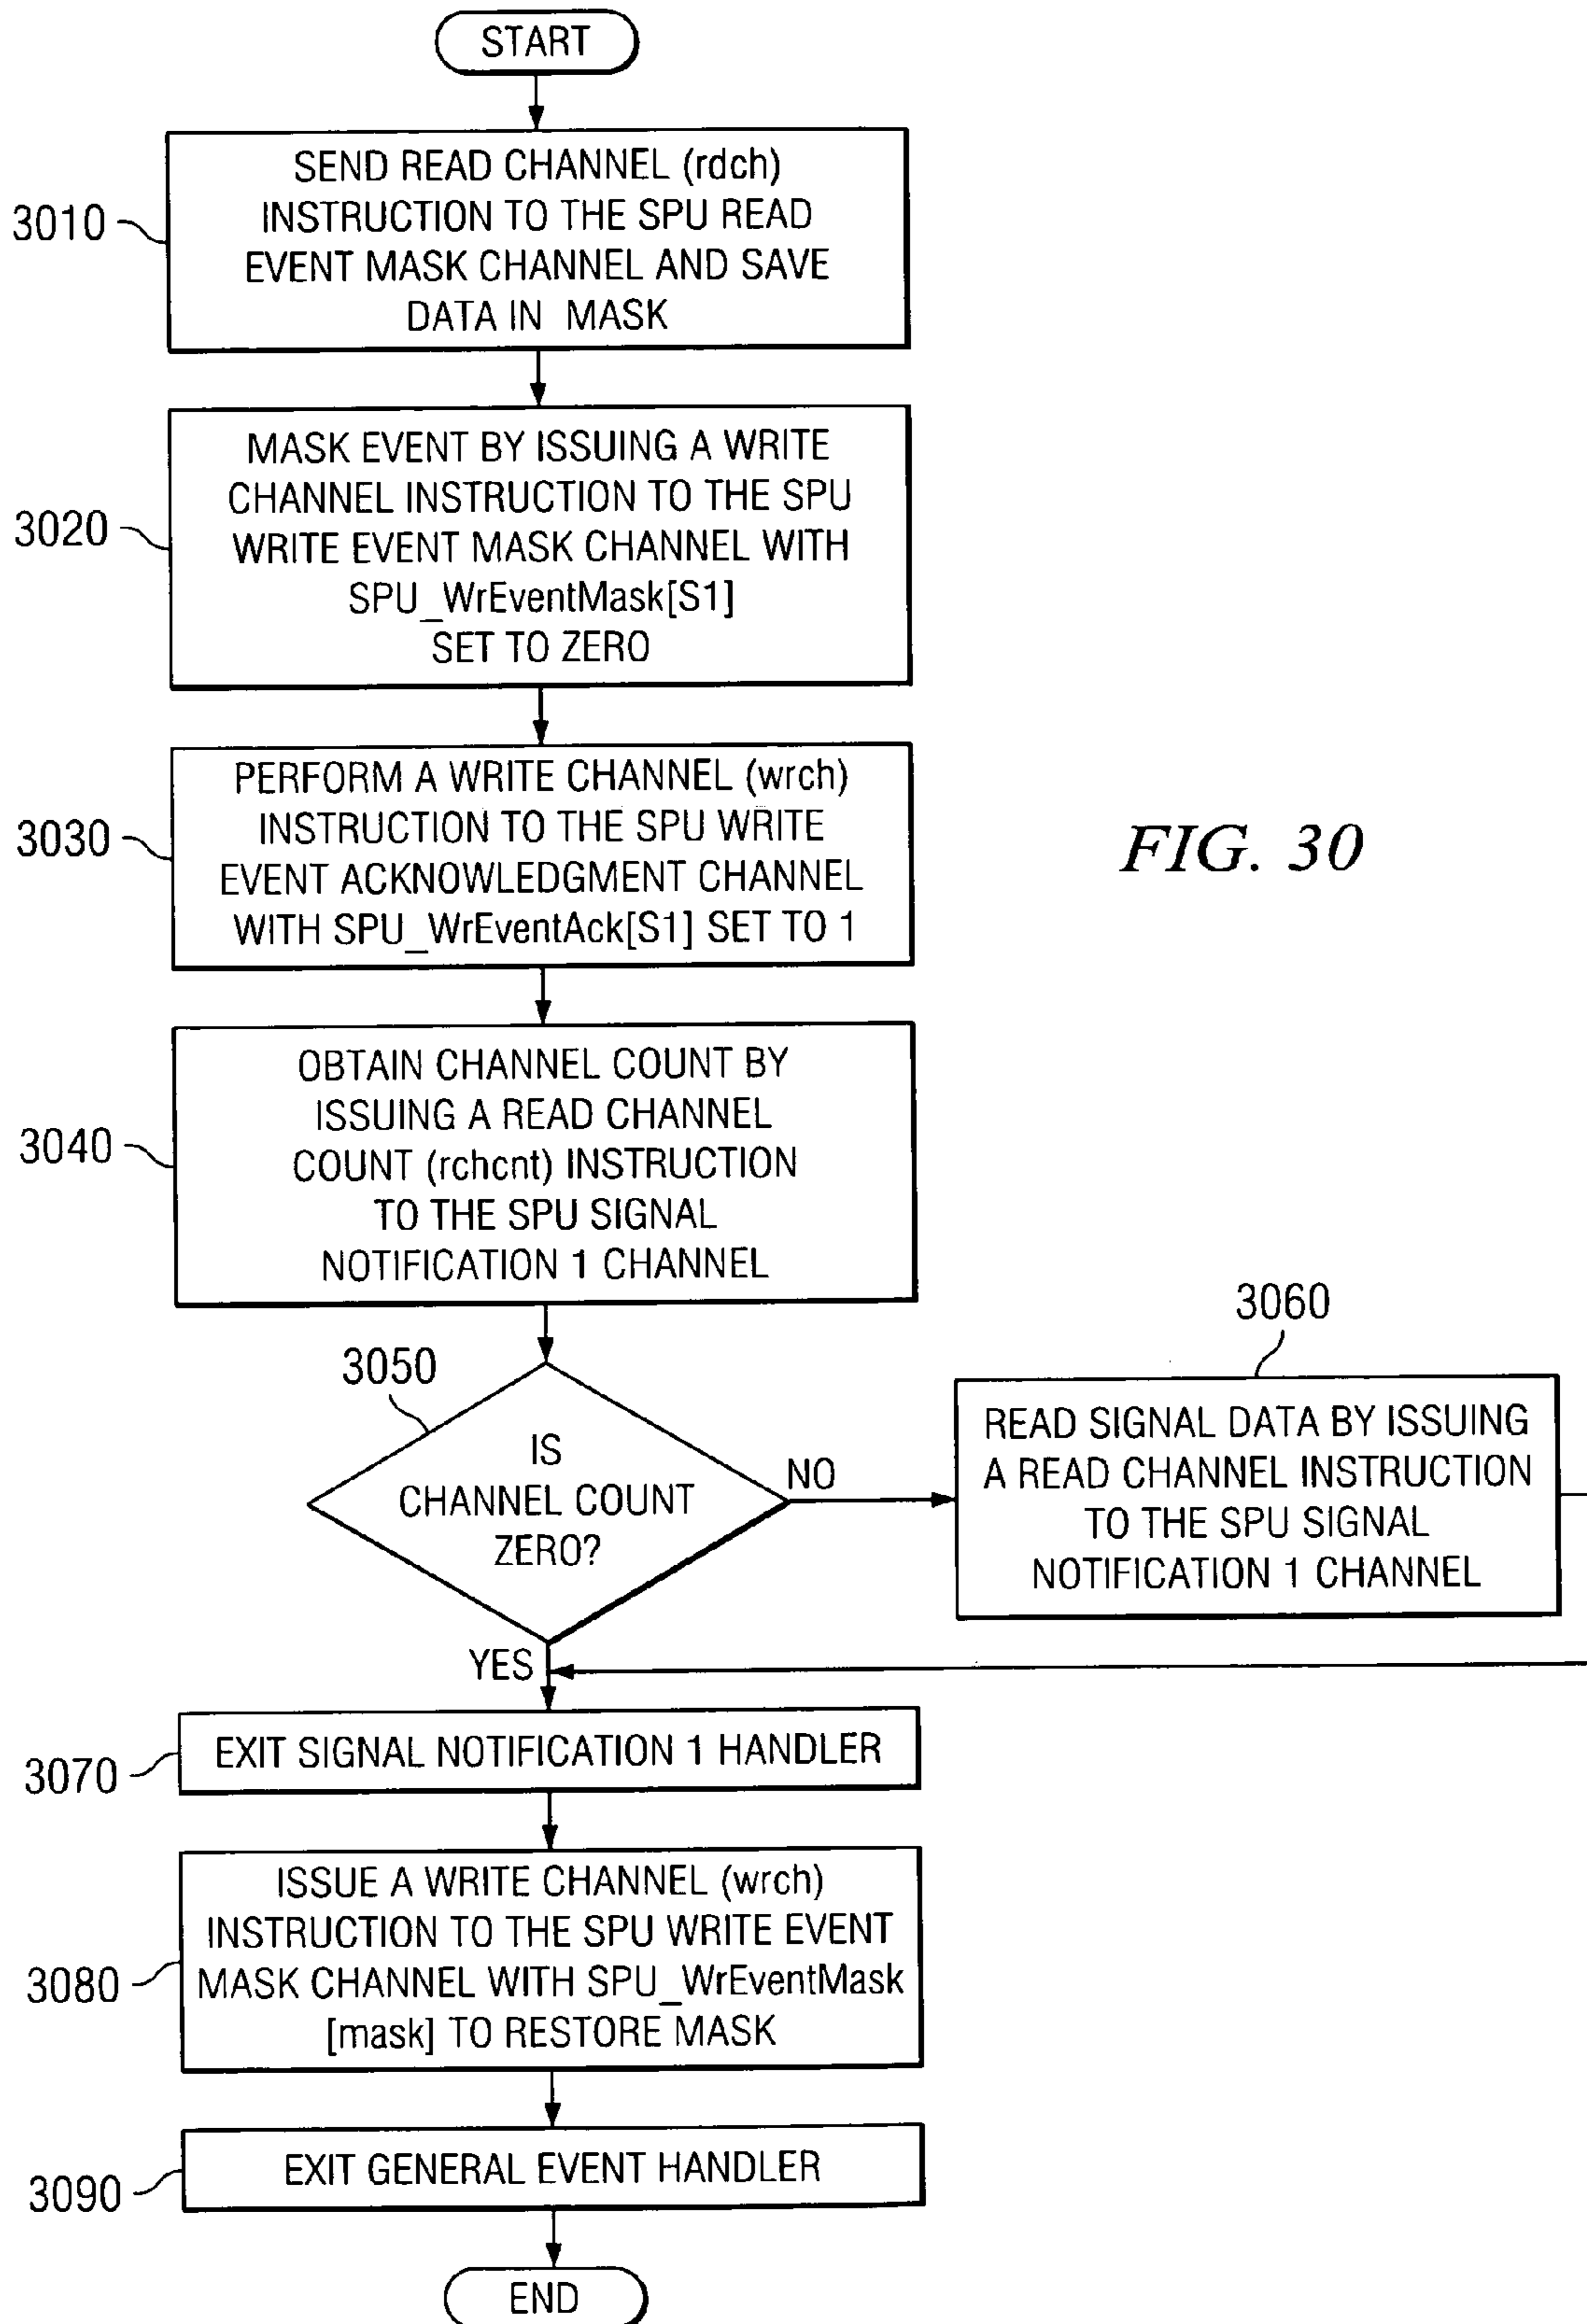 START
SEND READ CHANNEL (rdch)
INSTRUCTION TO THE SPU READ
EVENT MASK CHANNEL AND SAVE
DATA IN MASK
3010
MASK EVENT BY ISSUING A WRITE
CHANNEL INSTRUCTION TO THE SPU
WRITE EVENT MASK CHANNEL WITH
SPU_WrEventMask[S1]
SET TO ZERO
3020
PERFORM A WRITE CHANNEL (wrch)
INSTRUCTION TO THE SPU WRITE
EVENT ACKNOWLEDGMENT CHANNEL
WITH SPU_WrEventAck[S1] SET TO 1
3030
FIG. 30
OBTAIN CHANNEL COUNT BY
ISSUING A READ CHANNEL
COUNT (rchcnt) INSTRUCTION
TO THE SPU SIGNAL
NOTIFICATION 1 CHANNEL
3040
3050
IS
CHANNEL COUNT
ZERO?
NO
3060
READ SIGNAL DATA BY ISSUING
A READ CHANNEL INSTRUCTION
TO THE SPU SIGNAL
NOTIFICATION 1 CHANNEL
YES
EXIT SIGNAL NOTIFICATION 1 HANDLER
3070
ISSUE A WRITE CHANNEL (wrch)
INSTRUCTION TO THE SPU WRITE EVENT
MASK CHANNEL WITH SPU_WrEventMask
[mask] TO RESTORE MASK
3080
EXIT GENERAL EVENT HANDLER
3090
END